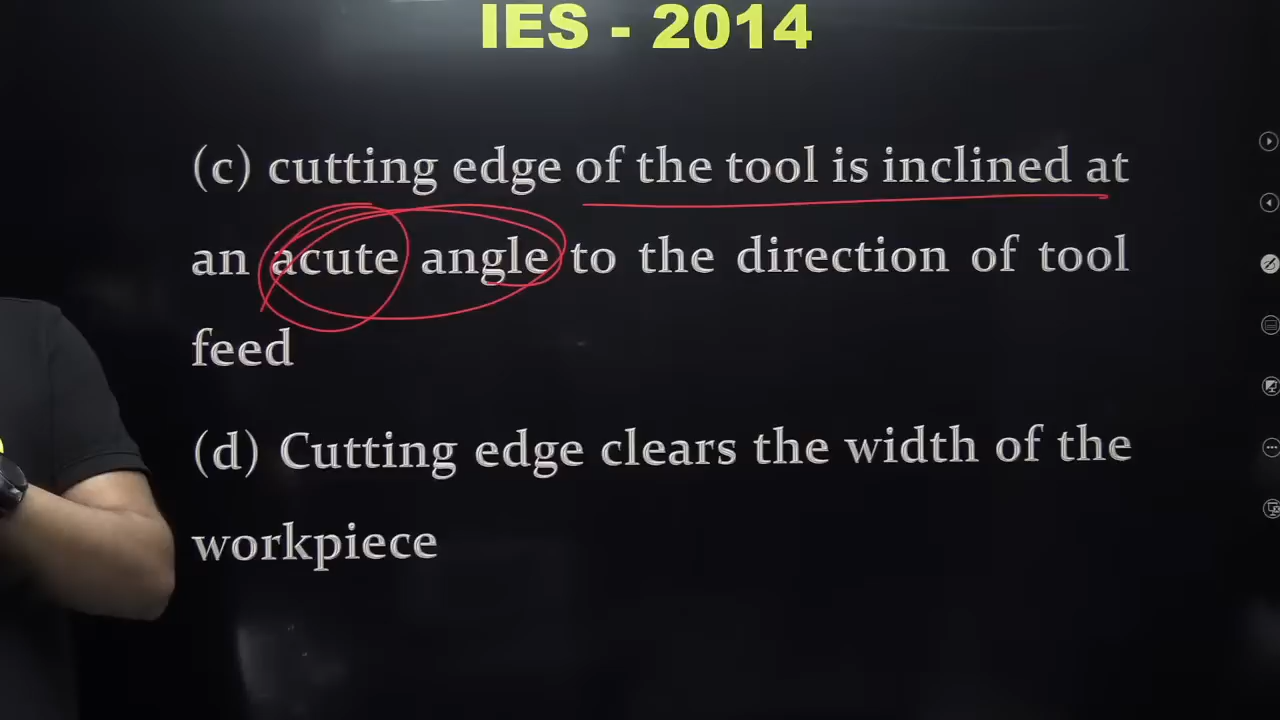 IES - 2014
(c) cutting edge of the tool is inclined at
an acute angle to the direction of tool
feed
(d) Cutting edge clears the width of the
workpiece